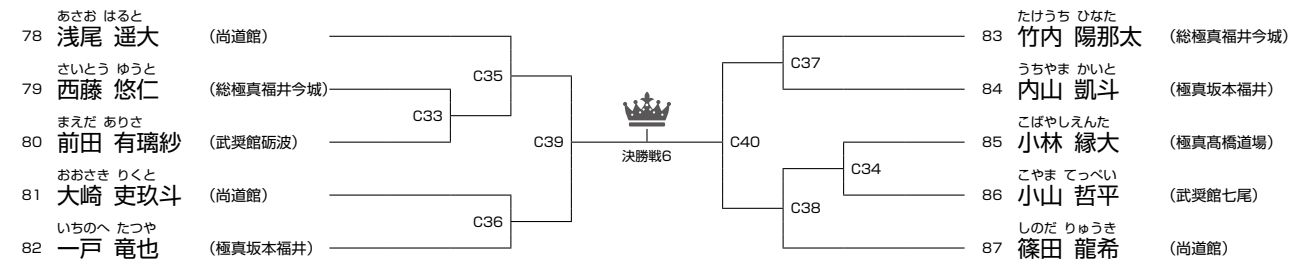 あさお はると
78 浅尾 遥大 （尚道館）
さいとう ゆうと
79 西藤 悠仁 （総極真福井今城）
まえだ ありさ
80 前田 有璃紗 （武奨館砺波）
おおさき りくと
81 大崎 吏玖斗 （尚道館）
いちのへ たつや
82 一戸 竜也 （極真坂本福井）
C35
C33
C39
C36
決勝戦6
C37
C40
C34
C38
たけうち ひなた
83 竹内 陽那太 （総極真福井今城）
うちやま かいと
84 内山 凱斗 （極真坂本福井）
こばやしえんた
85 小林 縁大 （極真髙橋道場）
こやま てっぺい
86 小山 哲平 （武奨館七尾）
しのだ りゅうき
87 篠田 龍希 （尚道館）